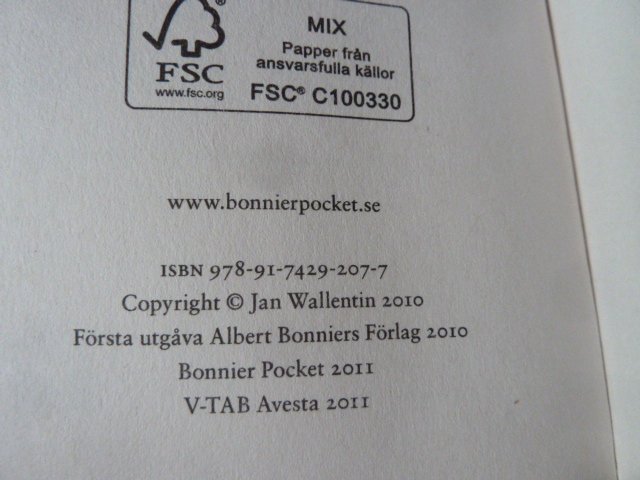 MIX
Papper från
ansvarsfulla källor
FSC® C100330
FSC
www.fsc.org
www.bonnierpocket.se
ISBN 978-91-7429-207-7
Copyright © Jan Wallentin 2010
Första utgåva Albert Bonniers Förlag 2010
Bonnier Pocket 2011
V-TAB Avesta 2011